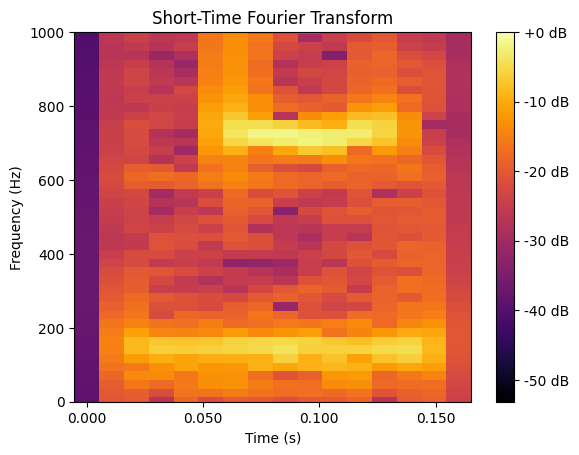 Short-Time Fourier Transform
1000
800
600
400
200
0
Frequency (Hz)
0.000
0.050
0.100
0.150
Time (s)
+0 dB
-10 dB
-20 dB
-30 dB
-40 dB
-50 dB